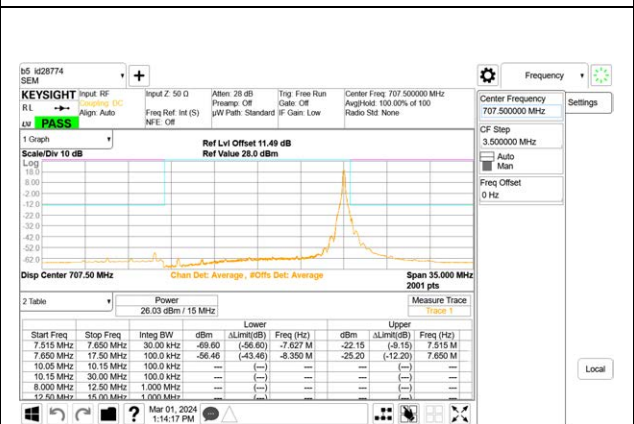 b5 Id28774
SEM
Frequency
KEYSIGHT
RL
PASS
Input: RF
Coupling: DC
Align: Auto
Input Z: 50 Ω
Freq Ref: Int (S)
NFE: Off
Atten: 28 dB
Preamp: Off
µW Path: Standard
Trig: Free Run
Gate: Off
IF Gain: Low
Center Freq: 707.500000 MHz
Avg|Hold: 100.00% of 100
Radio Std: None
Center Frequency
707.500000 MHz
Settings
CF Step
3.500000 MHz
Auto
Man
Freq Offset
0 Hz
1 Graph
Scale/Div 10 dB
Ref Lvl Offset 11.49 dB
Ref Value 28.0 dBm
Log
18.0
8.00
-2.00
-12.0
-22.0
-32.0
-42.0
-52.0
-62.0
Disp Center 707.50 MHz
Chan Det: Average , #Offs Det: Average
Span 35.000 MHz
2001 pts
2 Table
Power
26.03 dBm / 15 MHz
Measure Trace
Trace 1
Lower Upper
Start Freq Stop Freq Integ BW dBm ΔLimit(dB) Freq (Hz) dBm ΔLimit(dB) Freq (Hz)
7.515 MHz 7.650 MHz 30.00 kHz -69.60 (-56.60) -7.627 M -22.15 (-9.15) 7.515 M
7.650 MHz 17.50 MHz 100.0 kHz -56.46 (-43.46) -8.350 M -25.20 (-12.20) 7.650 M
10.05 MHz 10.15 MHz 100.0 kHz --- (---) --- --- (---) ---
10.15 MHz 30.00 MHz 100.0 kHz --- (---) --- --- (---) ---
8.000 MHz 12.50 MHz 1.000 MHz --- (---) --- --- (---) ---
12.50 MHz 15.00 MHz 1.000 MHz --- (---) --- --- (---) ---
Local
Mar 01, 2024
1:14:17 PM